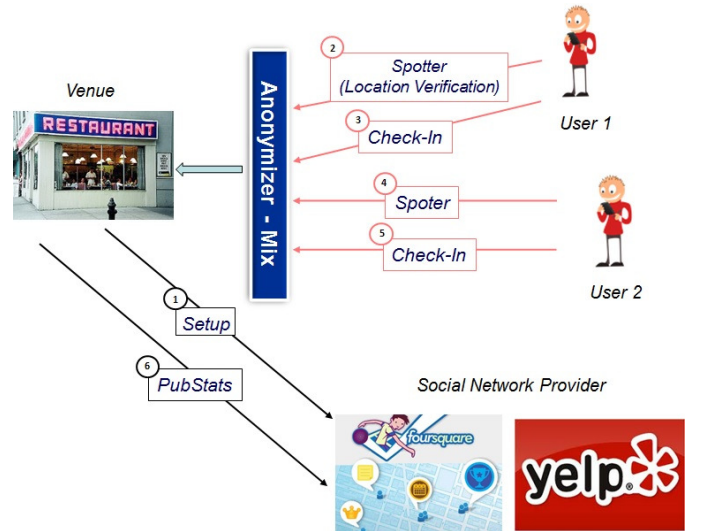 2
Spotter
(Location Verification)
Venue
RESTAURANT
Anonymizer - Mix
3
Check-In
User 1
4
Spoter
5
Check-In
User 2
1
Setup
6
PubStats
Social Network Provider
foursquare
yelp